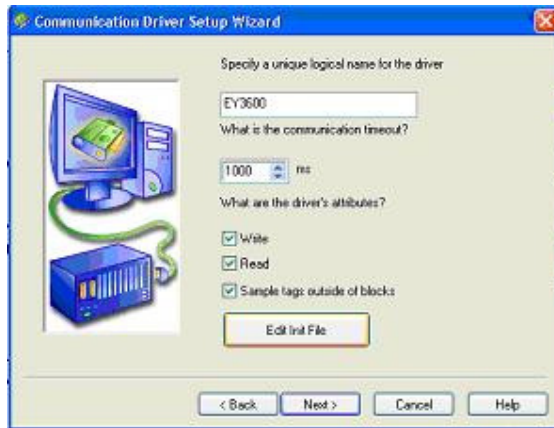 Communication Driver Setup Wizard
Specify a unique logical name for the driver
EY3600
What is the communication timeout?
1000 ms
What are the driver's attributes?
Write
Read
Sample tags outside of blocks
Edit Init File
< Back Next > Cancel Help